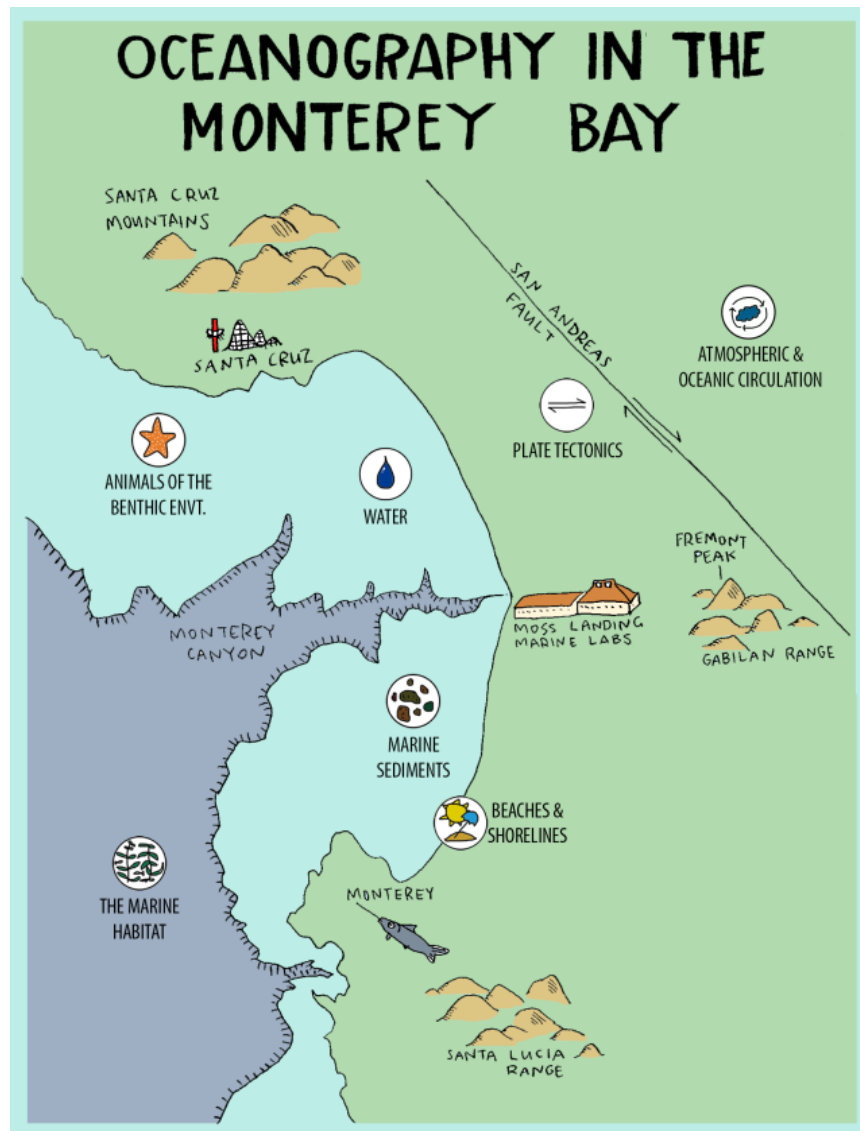 OCEANOGRAPHY IN THE
MONTEREY BAY
SANTA CRUZ
MOUNTAINS
SAN ANDREAS
FAULT
SANTA CRUZ
ATMOSPHERIC &
OCEANIC CIRCULATION
PLATE TECTONICS
ANIMALS OF THE
BENTHIC ENVT.
WATER
FREMONT
PEAK
MONTEREY
CANYON
MOSS LANDING
MARINE LABS
GABILAN RANGE
MARINE
SEDIMENTS
BEACHES &
SHORELINES
THE MARINE
HABITAT
MONTEREY
SANTA LUCIA
RANGE